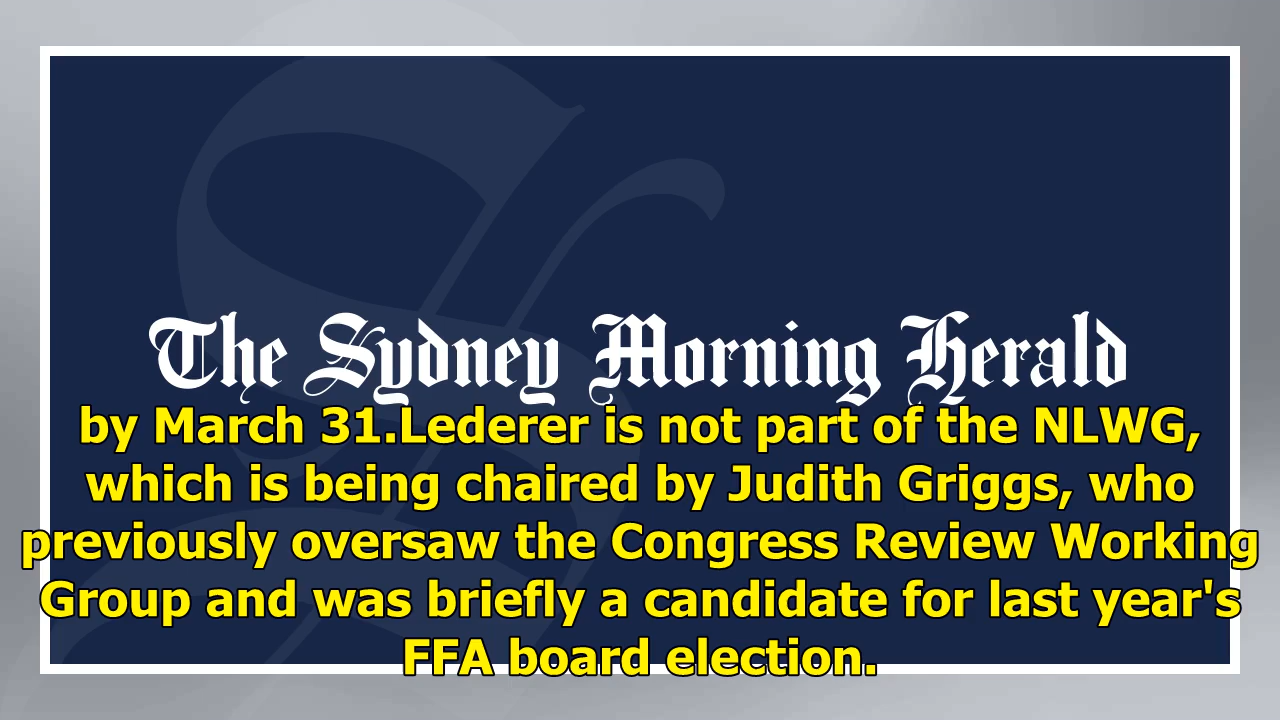 The Sydney Morning Herald
by March 31.Lederer is not part of the NLWG,
which is being chaired by Judith Griggs, who
previously oversaw the Congress Review Working
Group and was briefly a candidate for last year's
FFA board election.